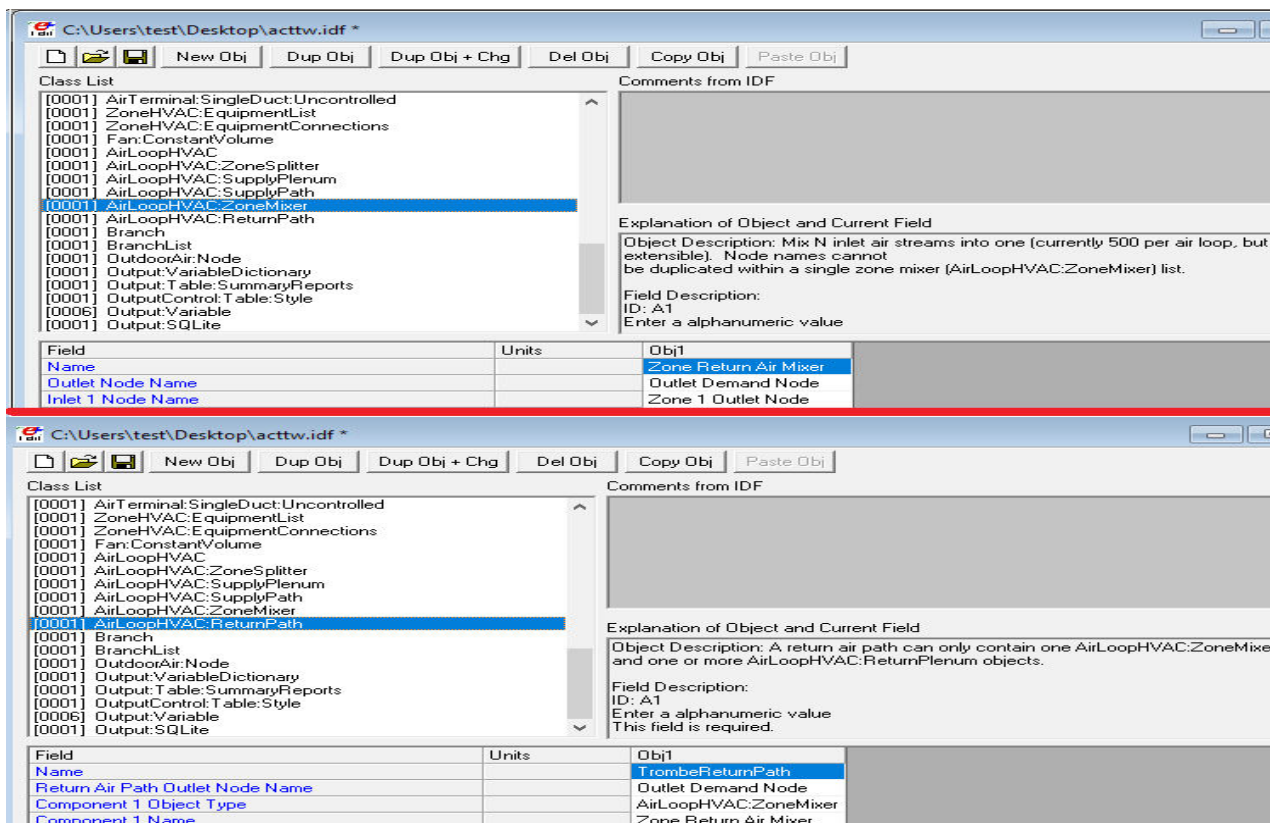 C:\Users\test\Desktop\acttw.idf *
New Obj Dup Obj Dup Obj + Chg Del Obj Copy Obj Paste Obj
Class List
Comments from IDF
[0001] AirTerminal:SingleDuct:Uncontrolled
[0001] ZoneHVAC:EquipmentList
[0001] ZoneHVAC:EquipmentConnections
[0001] Fan:ConstantVolume
[0001] AirLoopHVAC
[0001] AirLoopHVAC:ZoneSplitter
[0001] AirLoopHVAC:SupplyPlenum
[0001] AirLoopHVAC:SupplyPath
[0001] AirLoopHVAC:ZoneMixer
[0001] AirLoopHVAC:ReturnPath
[0001] Branch
[0001] BranchList
[0001] OutdoorAir:Node
[0001] Output:VariableDictionary
[0001] Output:Table:SummaryReports
[0001] OutputControl:Table:Style
[0006] Output:Variable
[0001] Output:SQLite
Explanation of Object and Current Field
Object Description: Mix N inlet air streams into one (currently 500 per air loop, but
extensible). Node names cannot
be duplicated within a single zone mixer (AirLoopHVAC:ZoneMixer) list.
Field Description:
ID: A1
Enter a alphanumeric value
Field Units Obj1
Name Zone Return Air Mixer
Outlet Node Name Outlet Demand Node
Inlet 1 Node Name Zone 1 Outlet Node
C:\Users\test\Desktop\acttw.idf *
New Obj Dup Obj Dup Obj + Chg Del Obj Copy Obj Paste Obj
Class List
Comments from IDF
[0001] AirTerminal:SingleDuct:Uncontrolled
[0001] ZoneHVAC:EquipmentList
[0001] ZoneHVAC:EquipmentConnections
[0001] Fan:ConstantVolume
[0001] AirLoopHVAC
[0001] AirLoopHVAC:ZoneSplitter
[0001] AirLoopHVAC:SupplyPlenum
[0001] AirLoopHVAC:SupplyPath
[0001] AirLoopHVAC:ZoneMixer
[0001] AirLoopHVAC:ReturnPath
[0001] Branch
[0001] BranchList
[0001] OutdoorAir:Node
[0001] Output:VariableDictionary
[0001] Output:Table:SummaryReports
[0001] OutputControl:Table:Style
[0006] Output:Variable
[0001] Output:SQLite
Explanation of Object and Current Field
Object Description: A return air path can only contain one AirLoopHVAC:ZoneMixe
and one or more AirLoopHVAC:ReturnPlenum objects.
Field Description:
ID: A1
Enter a alphanumeric value
This field is required.
Field Units Obj1
Name TrombeReturnPath
Return Air Path Outlet Node Name Outlet Demand Node
Component 1 Object Type AirLoopHVAC:ZoneMixer
Component 1 Name Zone Return Air Mixer